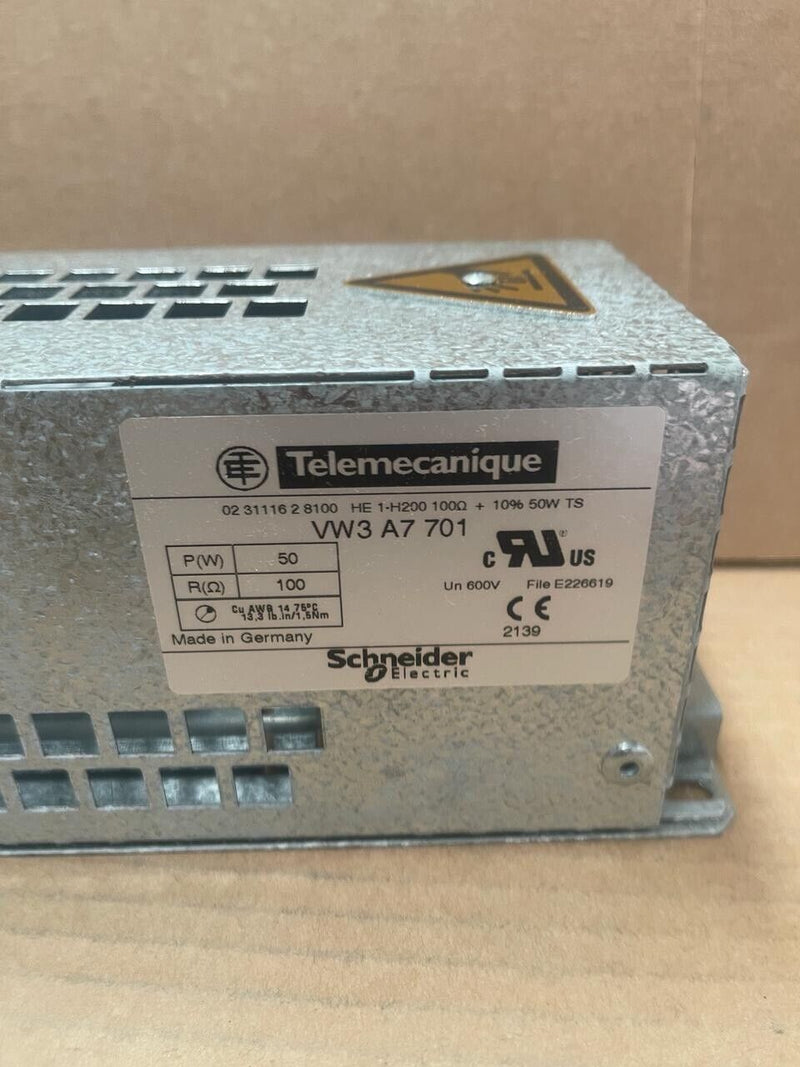 Telemecanique
02 31116 2 8100 HE 1-H200 100Ω + 10% 50W TS
VW3 A7 701
P(W) 50
R(Ω) 100
Cu AWG 14 75°C
13,3 lb.in/1,5Nm
Made in Germany
C RU ® US
Un 600V File E226619
CE
2139
Schneider
Electric